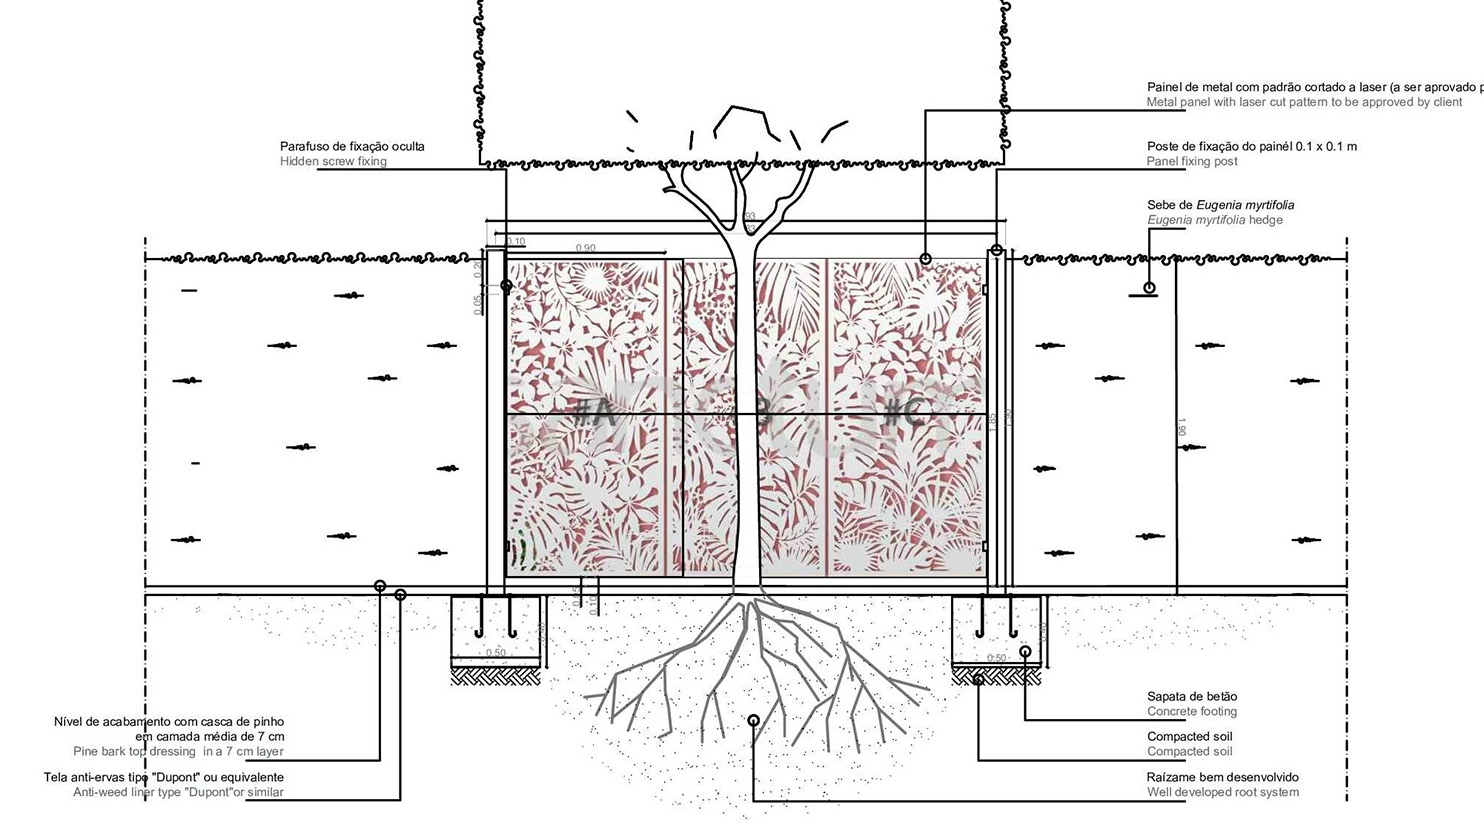 Painel de metal com padrão cortado a laser (a ser aprovado p
Metal panel with laser cut pattern to be approved by client
Parafuso de fixação oculta
Hidden screw fixing
Poste de fixação do painél 0.1 x 0.1 m
Panel fixing post
Sebe de Eugenia myrtifolia
Eugenia myrtifolia hedge
0.10
0.90
0.05
#A
#C
1.85
1.90
0.50
0.50
Nível de acabamento com casca de pinho
em camada média de 7 cm
Pine bark top dressing in a 7 cm layer
Tela anti-ervas tipo "Dupont" ou equivalente
Anti-weed liner type "Dupont"or similar
Sapata de betão
Concrete footing
Compacted soil
Compacted soil
Raízame bem desenvolvido
Well developed root system